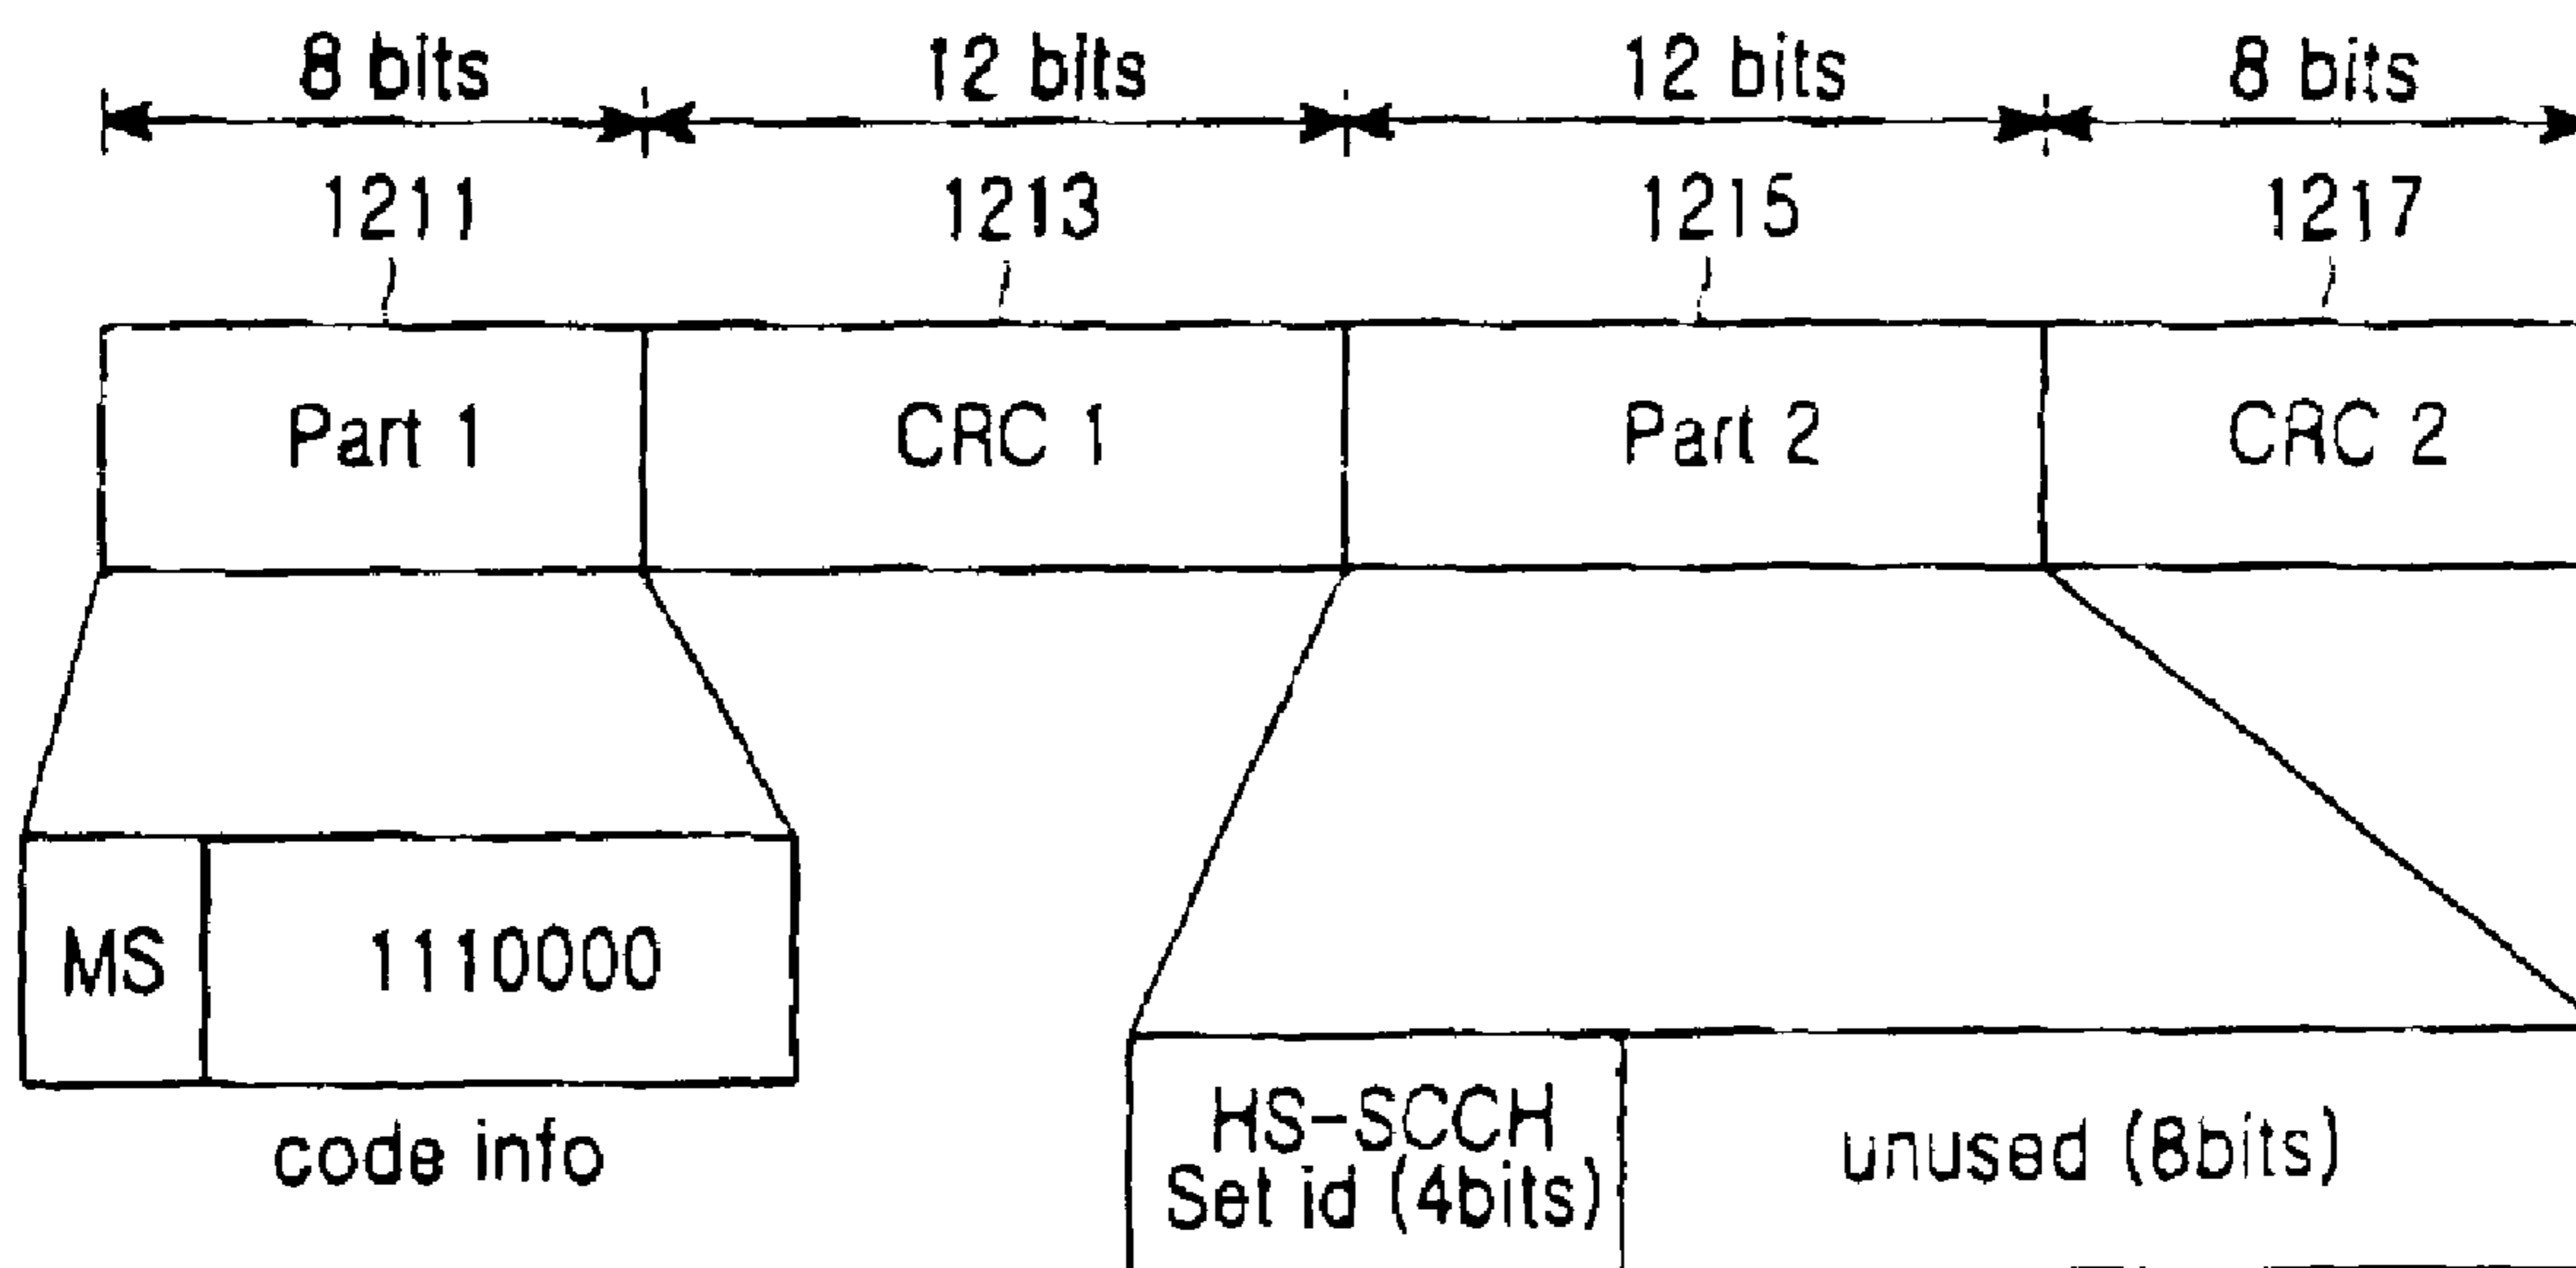 8 bits 12 bits 12 bits 8 bits
1211 1213 1215 1217
Part 1 CRC 1 Part 2 CRC 2
MS 1110000
code info
HS-SCCH
Set id (4bits)
unused (8bits)